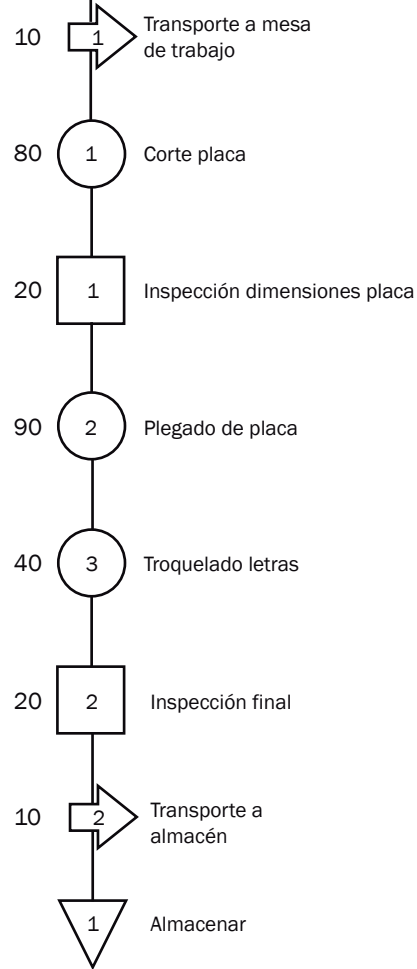 10 1 Transporte a mesa
de trabajo
80 1 Corte placa
20 1 Inspección dimensiones placa
90 2 Plegado de placa
40 3 Troquelado letras
20 2 Inspección final
10 2 Transporte a
almacén
1 Almacenar